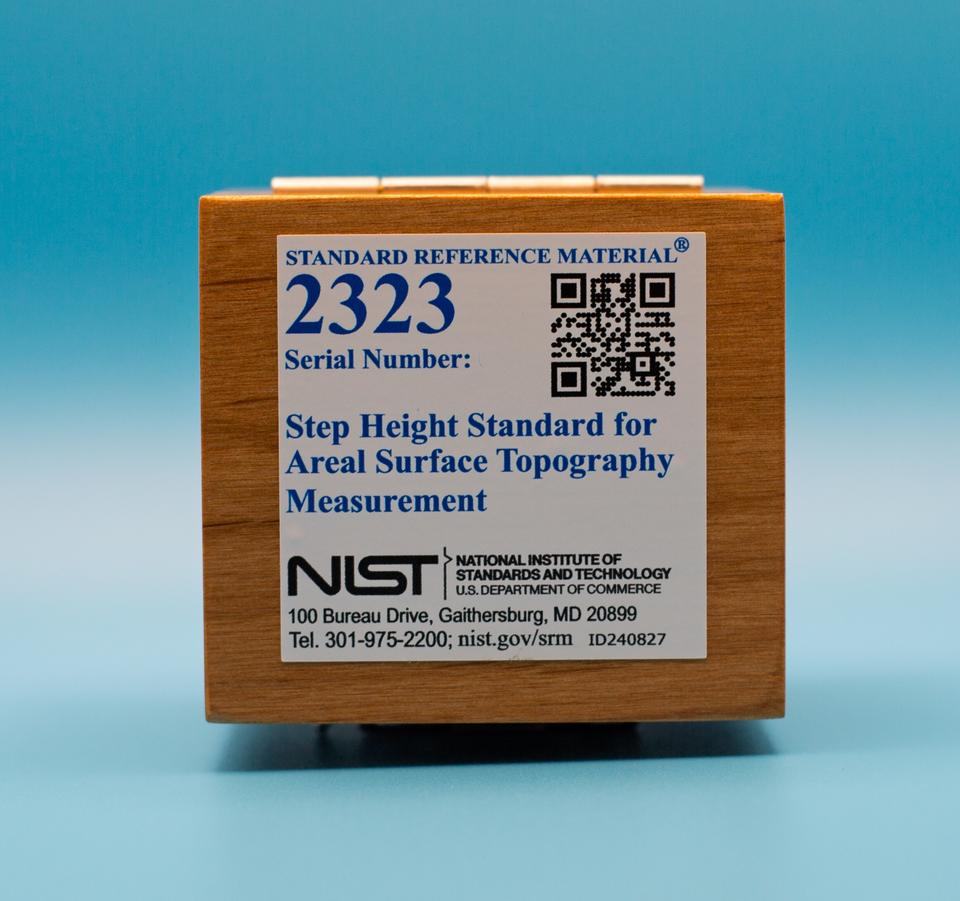 STANDARD REFERENCE MATERIAL®
2323
Serial Number:
Step Height Standard for
Areal Surface Topography
Measurement
NIST
NATIONAL INSTITUTE OF
STANDARDS AND TECHNOLOGY
U.S. DEPARTMENT OF COMMERCE
100 Bureau Drive, Gaithersburg, MD 20899
Tel. 301-975-2200; nist.gov/srm ID240827